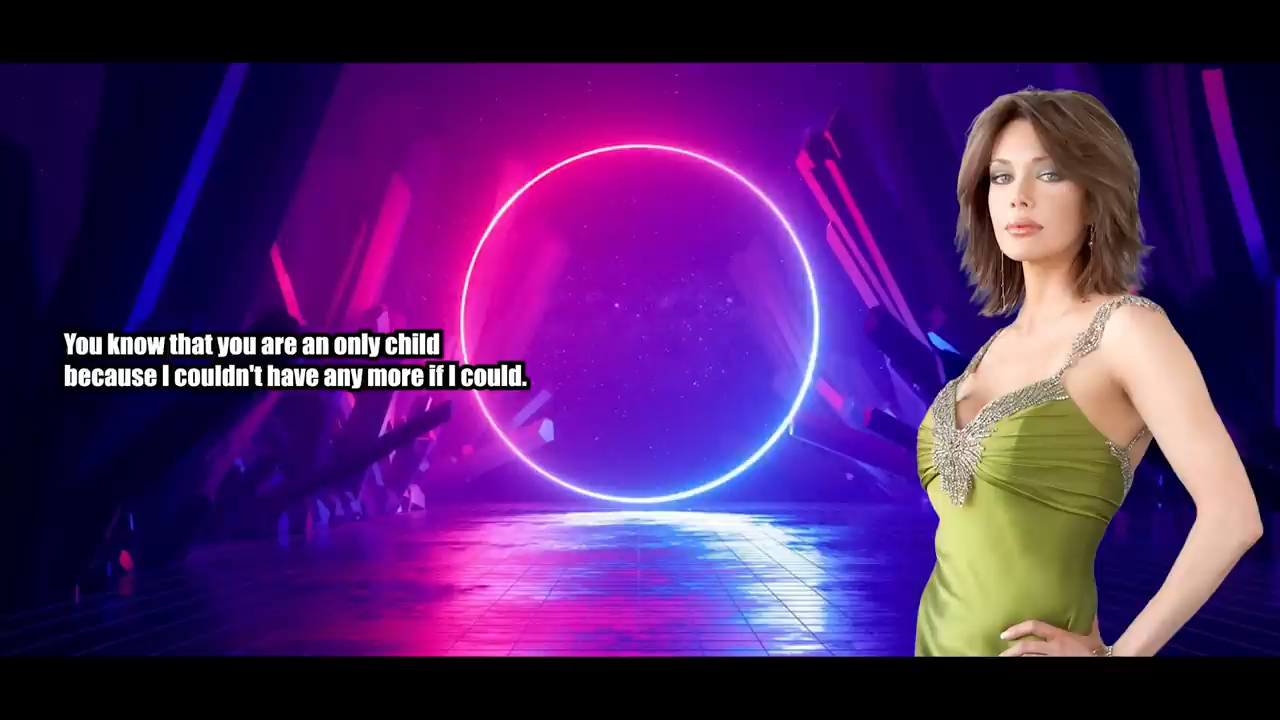 You know that you are an only child
because I couldn't have any more if I could.